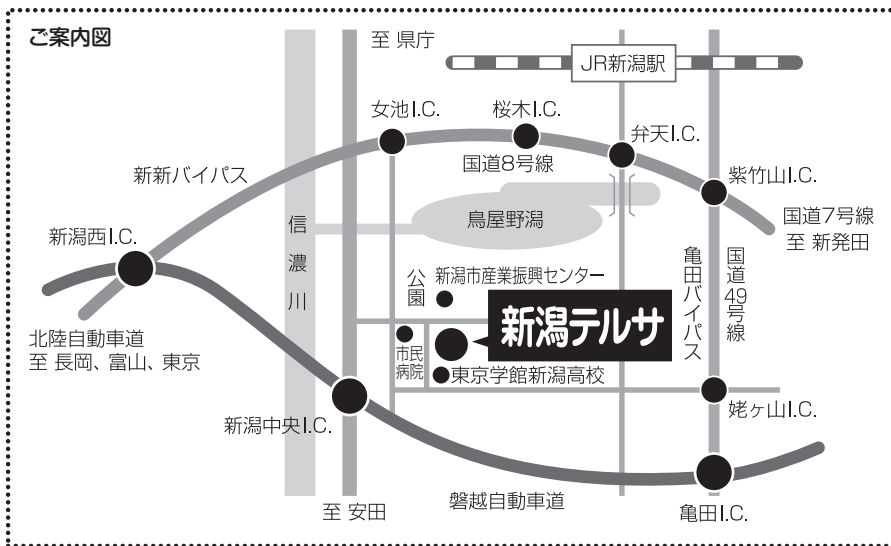 ご案内図
至 県庁
JR新潟駅
女池I.C.
桜木I.C.
弁天I.C.
国道8号線
紫竹山I.C.
新新バイパス
国道7号線
至 新発田
鳥屋野潟
新潟西I.C.
信濃川
公園
新潟市産業振興センター
亀田バイパス
国道49号線
新潟テルサ
北陸自動車道
至 長岡、富山、東京
市民
病院
東京学館新潟高校
姥ヶ山I.C.
新潟中央I.C.
磐越自動車道
至 安田
亀田I.C.